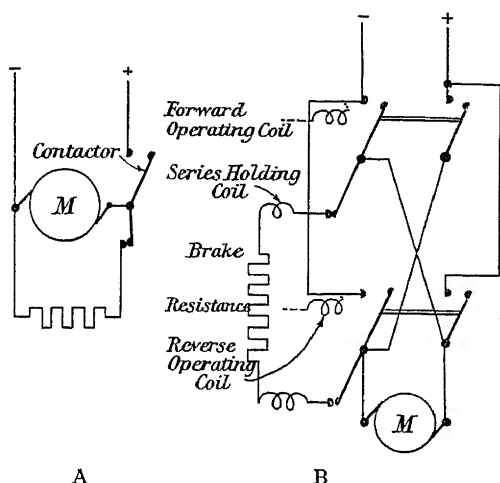 − +
Contactor
M
A
− +
Forward
Operating Coil
Series Holding
Coil
Brake
Resistance
Reverse
Operating
Coil
M
B